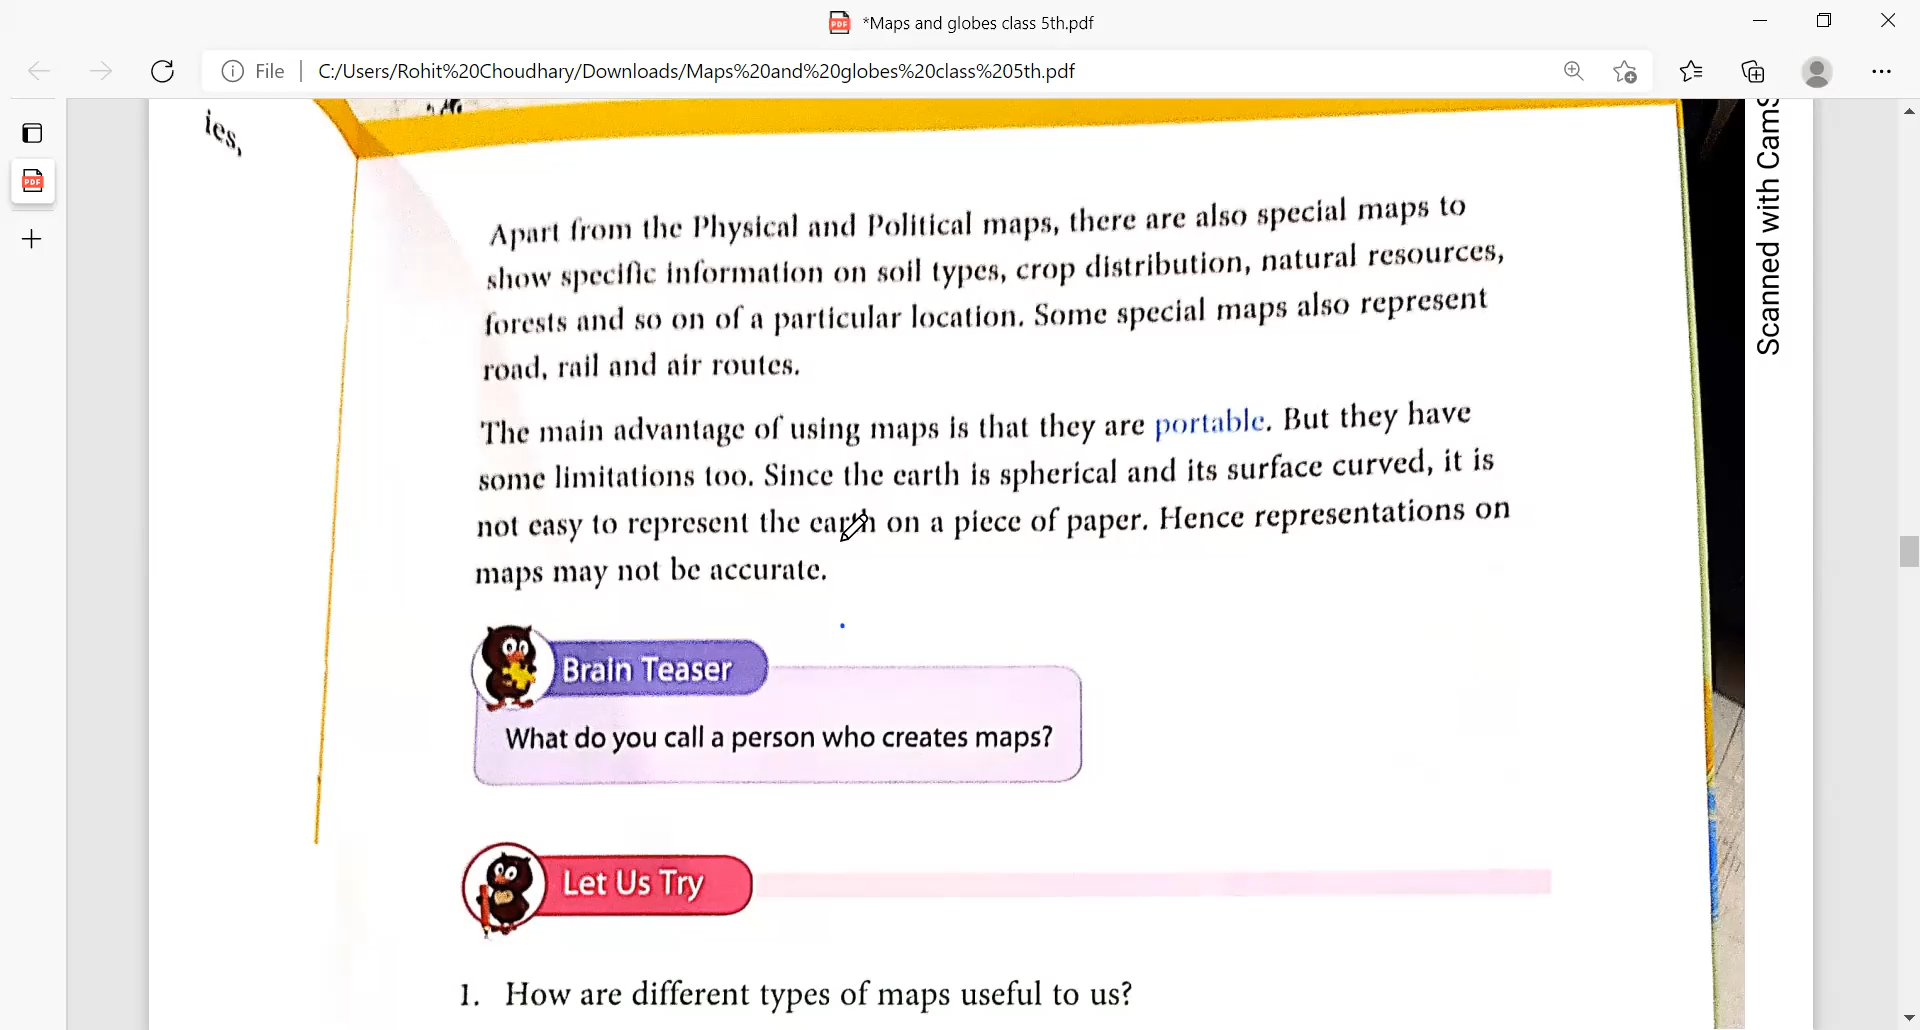 *Maps and globes class 5th.pdf
File | C:/Users/Rohit%20Choudhary/Downloads/Maps%20and%20globes%20class%205th.pdf
ies,
Scanned with CamS
Apart from the Physical and Political maps, there are also special maps to
show specific information on soil types, crop distribution, natural resources,
forests and so on of a particular location. Some special maps also represent
road, rail and air routes.
The main advantage of using maps is that they are portable. But they have
some limitations too. Since the earth is spherical and its surface curved, it is
not easy to represent the earth on a piece of paper. Hence representations on
maps may not be accurate.
Brain Teaser
What do you call a person who creates maps?
Let Us Try
1. How are different types of maps useful to us?